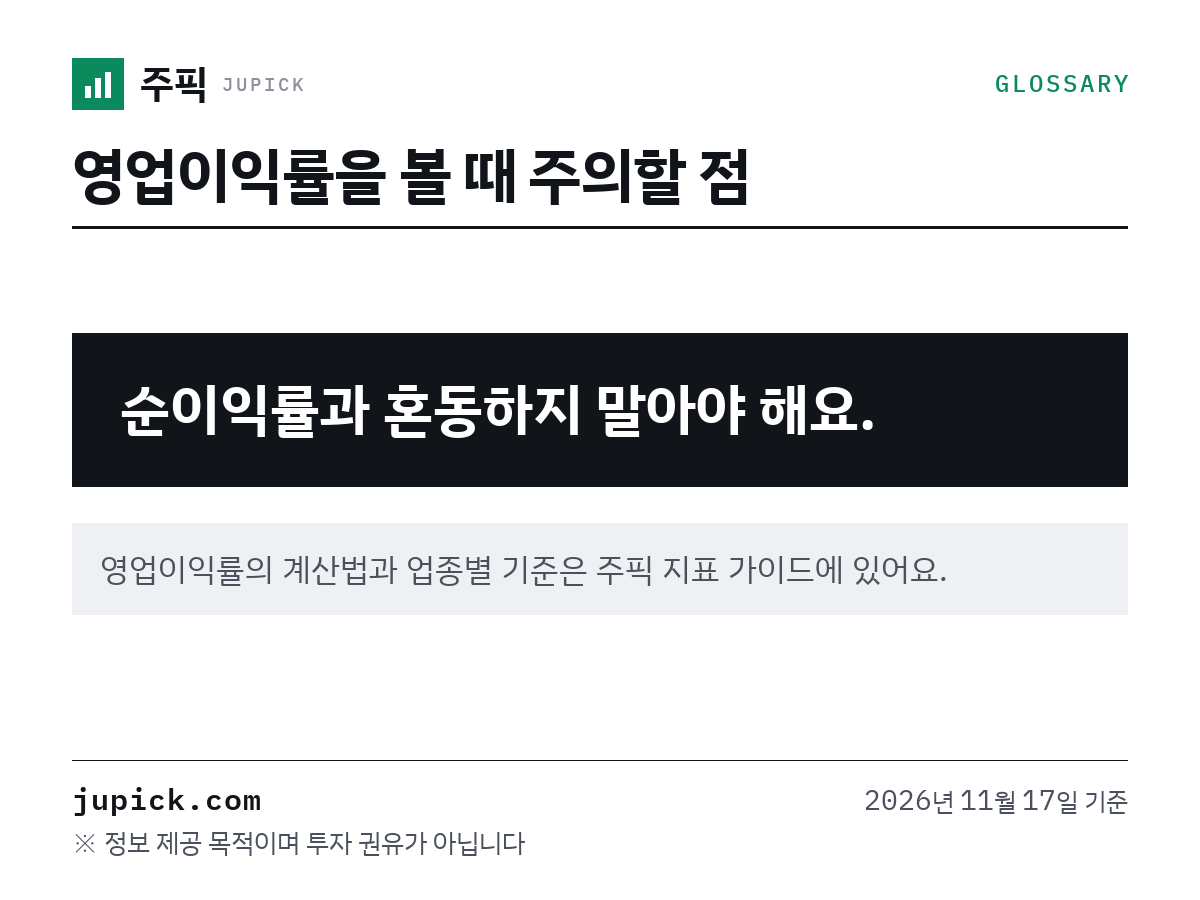 주픽 JUPICK
GLOSSARY
영업이익률을 볼 때 주의할 점
순이익률과 혼동하지 말아야 해요.
영업이익률의 계산법과 업종별 기준은 주픽 지표 가이드에 있어요.
jupick.com
2026년 11월 17일 기준
※ 정보 제공 목적이며 투자 권유가 아닙니다